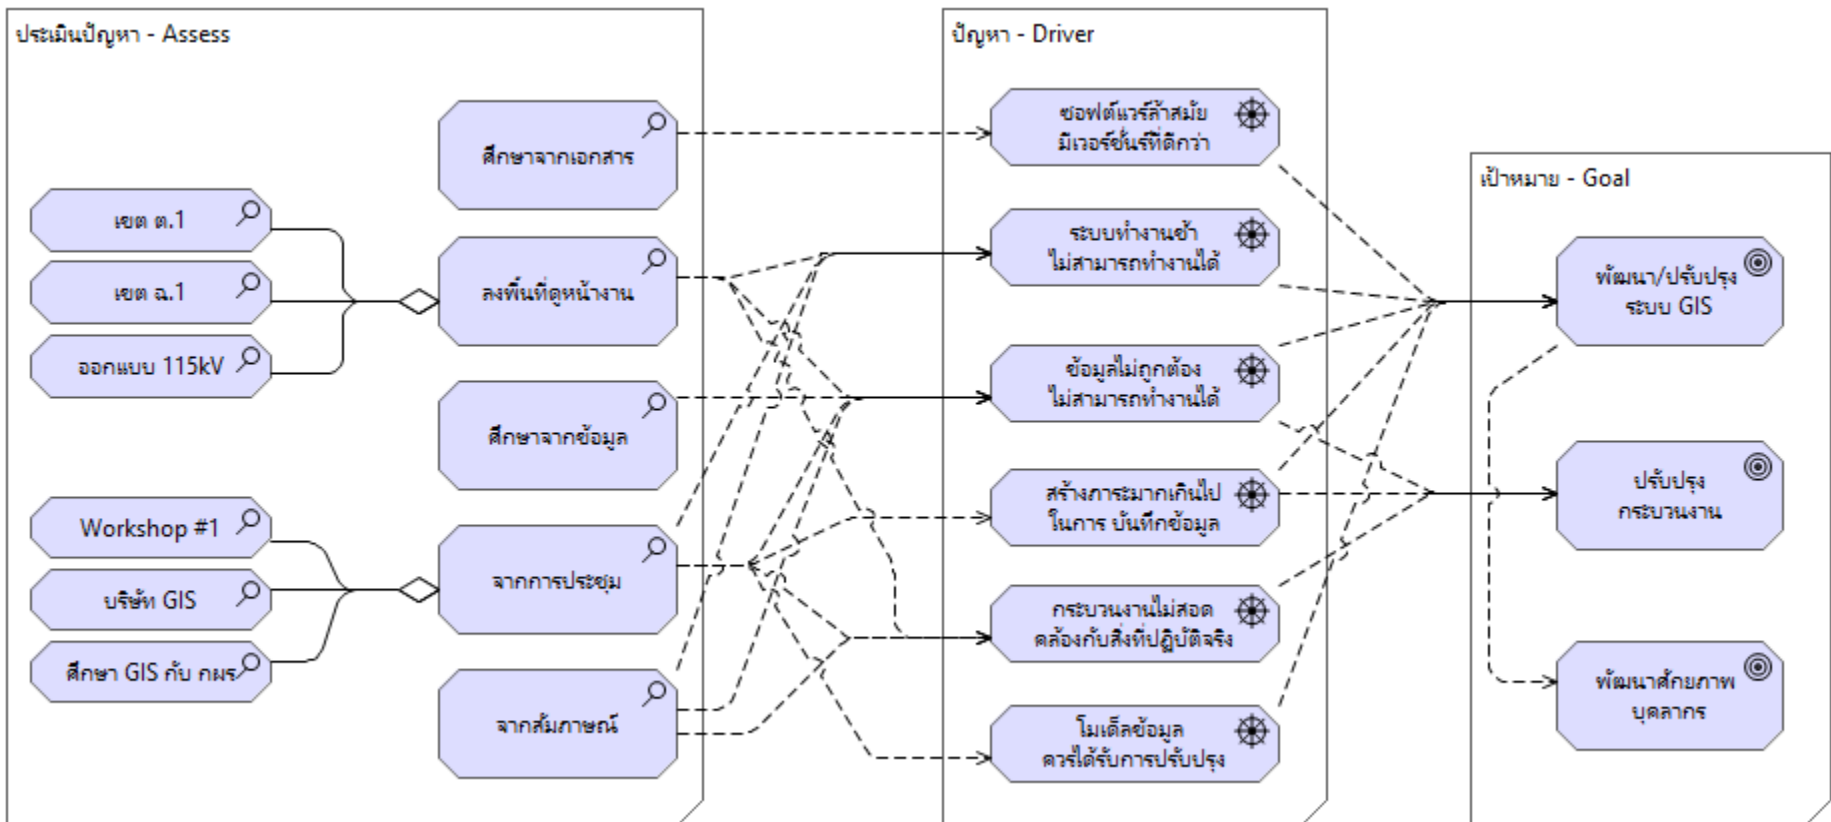 ประเมินปัญหา - Assess
ศึกษาจากเอกสาร
เขต ต.1
เขต ฉ.1
ออกแบบ 115kV
ลงพื้นที่ดูหน้างาน
ศึกษาจากข้อมูล
Workshop #1
บริษัท GIS
ศึกษา GIS กับ กผร
จากการประชุม
จากสัมภาษณ์
ปัญหา - Driver
ซอฟต์แวร์ล้าสมัย
มีเวอร์ชั่นร์ที่ดีกว่า
ระบบทำงานช้า
ไม่สามารถทำงานได้
ข้อมูลไม่ถูกต้อง
ไม่สามารถทำงานได้
สร้างภาระมากเกินไป
ในการ บันทึกข้อมูล
กระบวนงานไม่สอด
คล้องกับสิ่งที่ปฏิบัติจริง
โมเด็ลข้อมูล
ควรได้รับการปรับปรุง
เป้าหมาย - Goal
พัฒนา/ปรับปรุง
ระบบ GIS
ปรับปรุง
กระบวนงาน
พัฒนาศักยภาพ
บุคลากร